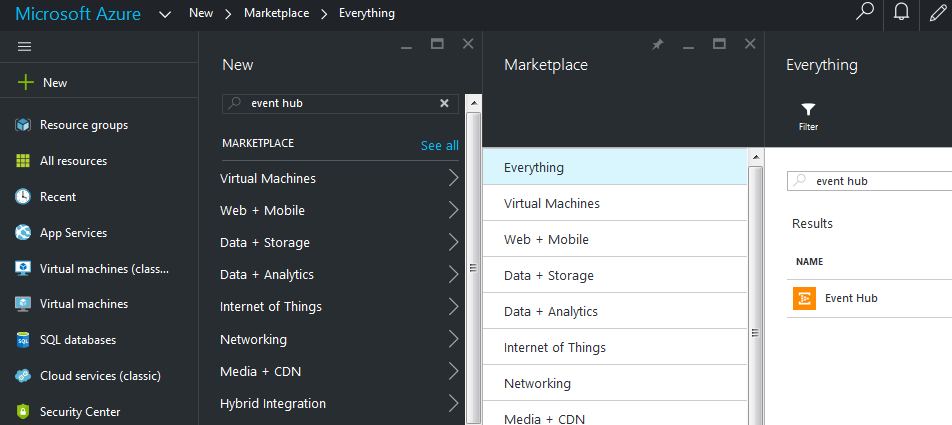 Microsoft Azure New Marketplace Everything
New
Resource groups
All resources
Recent
App Services
Virtual machines (class...
Virtual machines
SQL databases
Cloud services (classic)
Security Center
New
event hub
MARKETPLACE See all
Virtual Machines
Web + Mobile
Data + Storage
Data + Analytics
Internet of Things
Networking
Media + CDN
Hybrid Integration
Marketplace
Everything
Virtual Machines
Web + Mobile
Data + Storage
Data + Analytics
Internet of Things
Networking
Media + CDN
Everything
Filter
event hub
Results
NAME
Event Hub